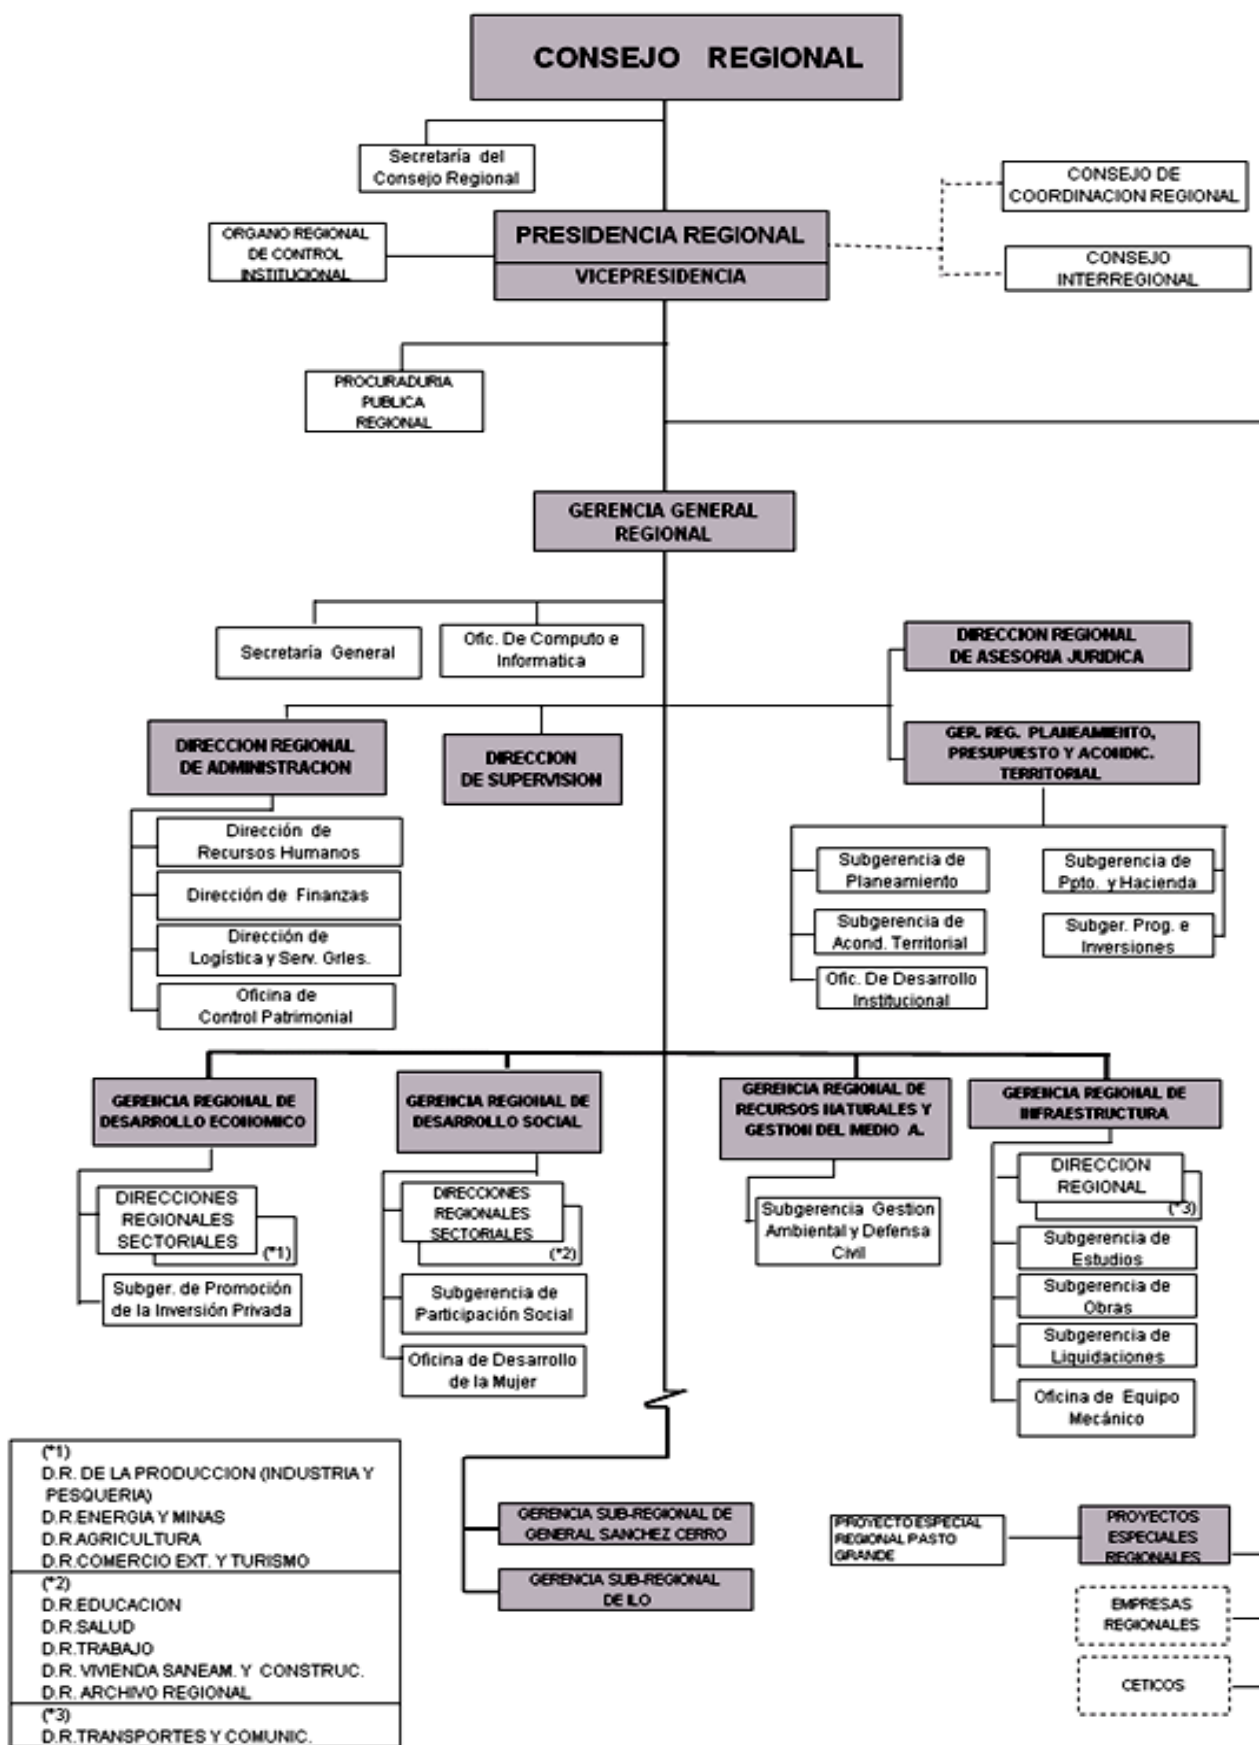 CONSEJO REGIONAL
Secretaría del
Consejo Regional
CONSEJO DE
COORDINACION REGIONAL
ORGANO REGIONAL
DE CONTROL
INSTITUCIONAL
PRESIDENCIA REGIONAL
VICEPRESIDENCIA
CONSEJO
INTERREGIONAL
PROCURADURIA
PUBLICA
REGIONAL
GERENCIA GENERAL
REGIONAL
Secretaría General
Ofic. De Computo e
Informatica
DIRECCION REGIONAL
DE ASESORIA JURIDICA
DIRECCION REGIONAL
DE ADMINISTRACION
DIRECCION
DE SUPERVISION
GER. REG. PLANEAMIENTO,
PRESUPUESTO Y ACONDIC.
TERRITORIAL
Dirección de
Recursos Humanos
Dirección de Finanzas
Dirección de
Logística y Serv. Grles.
Oficina de
Control Patrimonial
Subgerencia de
Planeamiento
Subgerencia de
Acond. Territorial
Ofic. De Desarrollo
Institucional
Subgerencia de
Ppto. y Hacienda
Subger. Prog. e
Inversiones
GERENCIA REGIONAL DE
DESARROLLO ECONOMICO
GERENCIA REGIONAL DE
DESARROLLO SOCIAL
GERENCIA REGIONAL DE
RECURSOS NATURALES Y
GESTION DEL MEDIO A.
GERENCIA REGIONAL DE
INFRAESTRUCTURA
DIRECCIONES
REGIONALES
SECTORIALES
(*1)
Subger. de Promoción
de la Inversión Privada
DIRECCIONES
REGIONALES
SECTORIALES
(*2)
Subgerencia de
Participación Social
Oficina de Desarrollo
de la Mujer
Subgerencia Gestion
Ambiental y Defensa
Civil
DIRECCION
REGIONAL
(*3)
Subgerencia de
Estudios
Subgerencia de
Obras
Subgerencia de
Liquidaciones
Oficina de Equipo
Mecánico
(*1)
D.R. DE LA PRODUCCION (INDUSTRIA Y
PESQUERIA)
D.R.ENERGIA Y MINAS
D.R.AGRICULTURA
D.R.COMERCIO EXT. Y TURISMO
(*2)
D.R.EDUCACION
D.R.SALUD
D.R.TRABAJO
D.R. VIVIENDA SANEAM. Y CONSTRUC.
D.R. ARCHIVO REGIONAL
(*3)
D.R.TRANSPORTES Y COMUNIC.
GERENCIA SUB-REGIONAL DE
GENERAL SANCHEZ CERRO
GERENCIA SUB-REGIONAL
DE ILO
PROYECTO ESPECIAL
REGIONAL PASTO
GRANDE
PROYECTOS
ESPECIALES
REGIONALES
EMPRESAS
REGIONALES
CETICOS